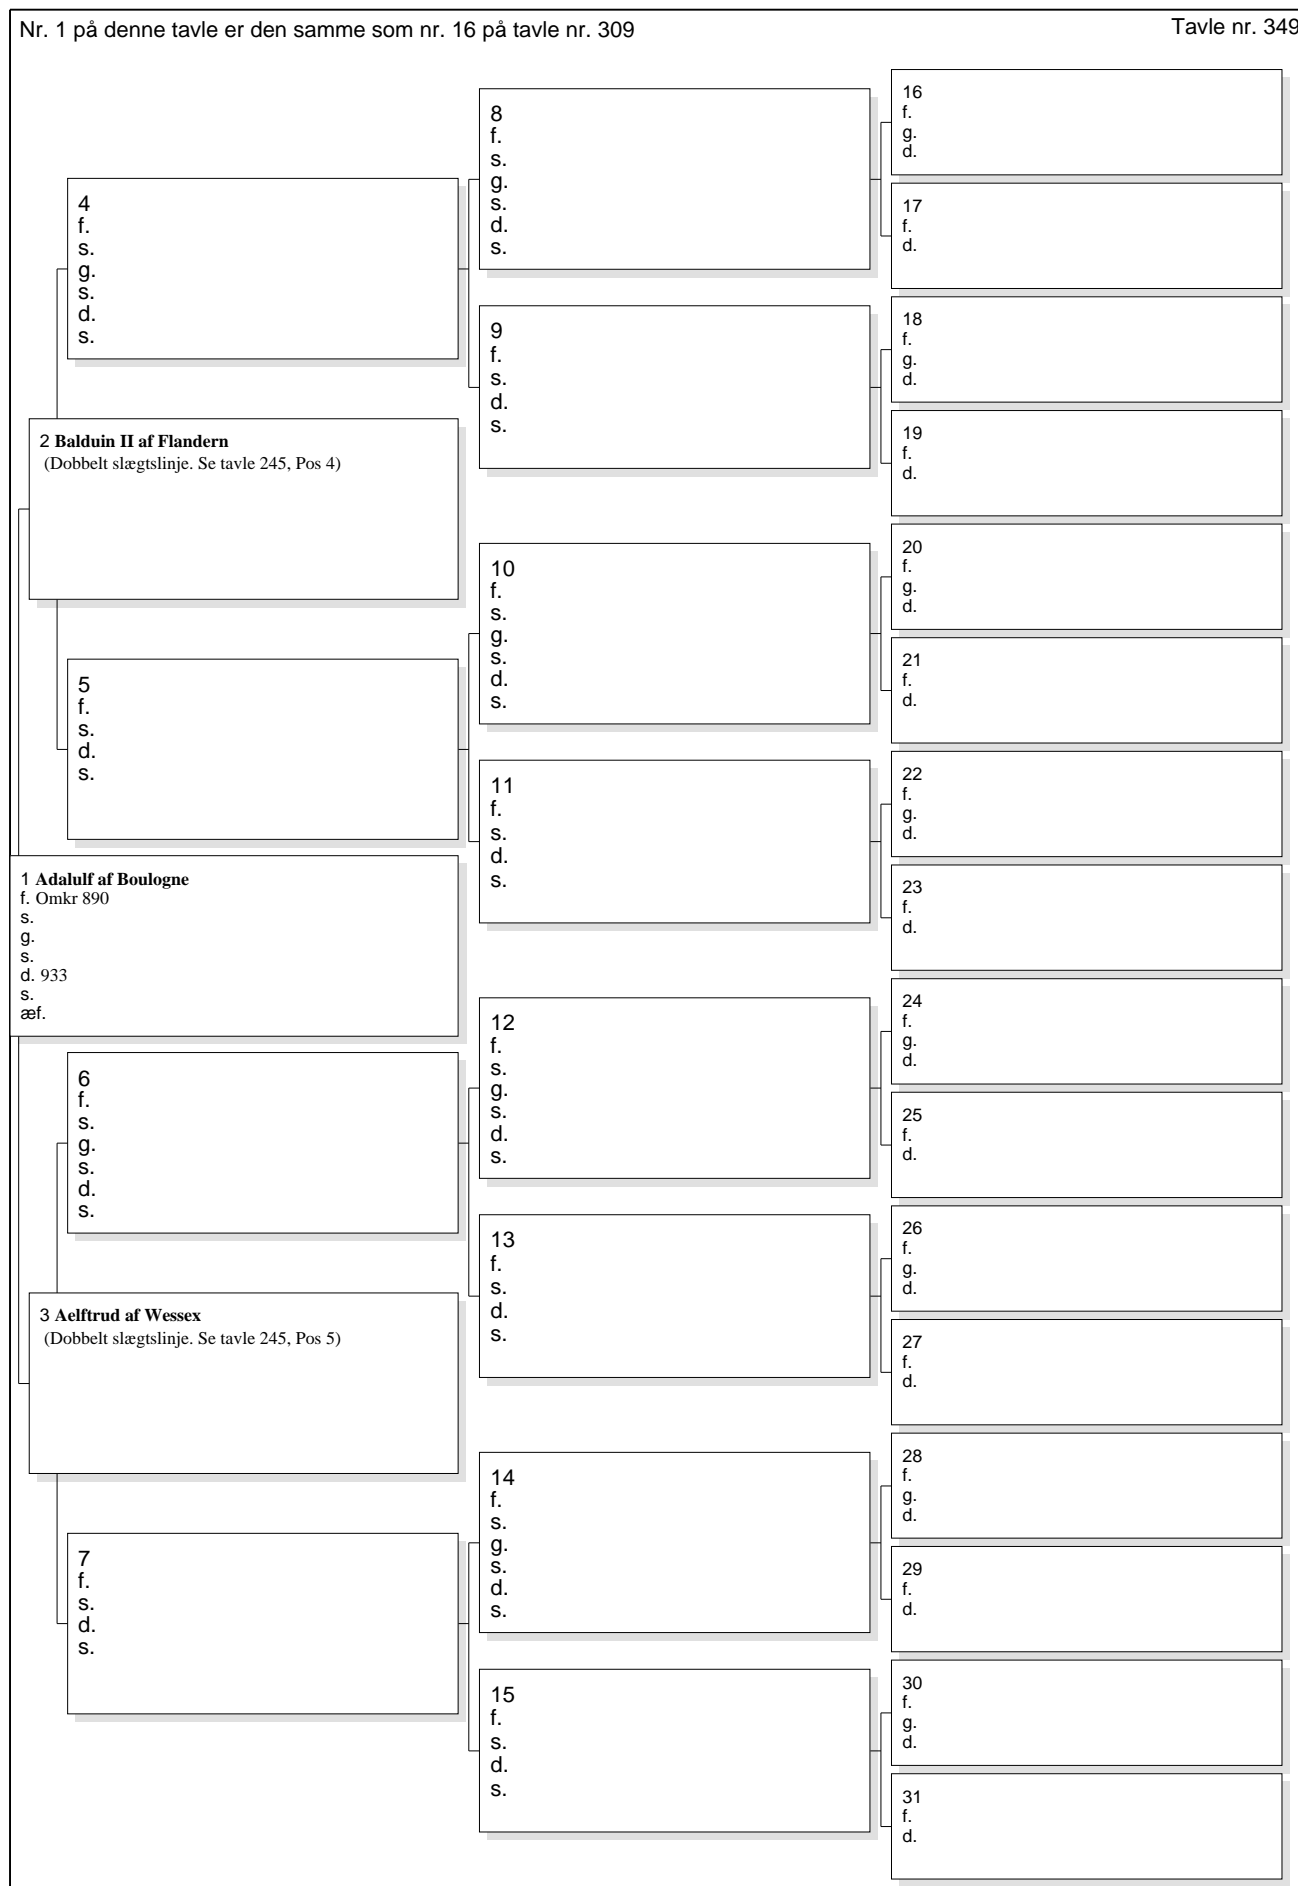 Nr. 1 på denne tavle er den samme som nr. 16 på tavle nr. 309
Tavle nr. 349
1 Adalulf af Boulogne
f. Omkr 890
s.
g.
s.
d. 933
s.
æf.
2 Balduin II af Flandern
(Dobbelt slægtslinje. Se tavle 245, Pos 4)
3 Aelftrud af Wessex
(Dobbelt slægtslinje. Se tavle 245, Pos 5)
4
f.
s.
g.
s.
d.
s.
5
f.
s.
d.
s.
6
f.
s.
g.
s.
d.
s.
7
f.
s.
d.
s.
8
f.
s.
g.
s.
d.
s.
9
f.
s.
d.
s.
10
f.
s.
g.
s.
d.
s.
11
f.
s.
d.
s.
12
f.
s.
g.
s.
d.
s.
13
f.
s.
d.
s.
14
f.
s.
g.
s.
d.
s.
15
f.
s.
d.
s.
16
f.
g.
d.
17
f.
d.
18
f.
g.
d.
19
f.
d.
20
f.
g.
d.
21
f.
d.
22
f.
g.
d.
23
f.
d.
24
f.
g.
d.
25
f.
d.
26
f.
g.
d.
27
f.
d.
28
f.
g.
d.
29
f.
d.
30
f.
g.
d.
31
f.
d.